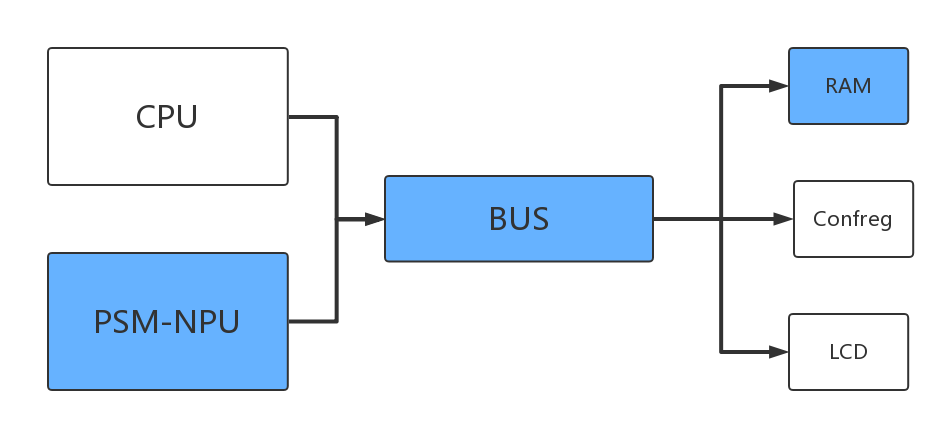 CPU
PSM-NPU
BUS
RAM
Confreg
LCD